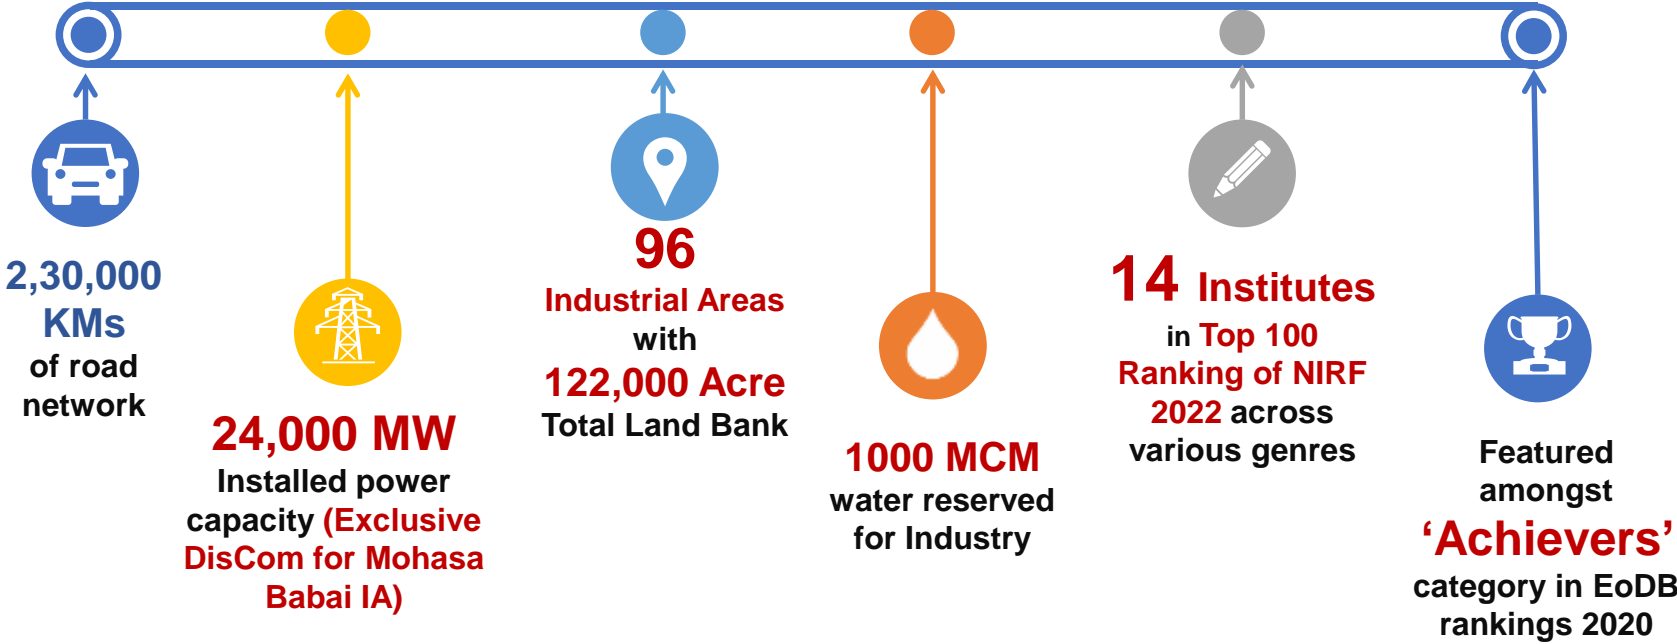 2,30,000
KMs
of road
network
24,000 MW
Installed power
capacity (Exclusive
DisCom for Mohasa
Babai IA)
96
Industrial Areas
with
122,000 Acre
Total Land Bank
1000 MCM
water reserved
for Industry
14 Institutes
in Top 100
Ranking of NIRF
2022 across
various genres
Featured
amongst
‘Achievers’
category in EoDB
rankings 2020